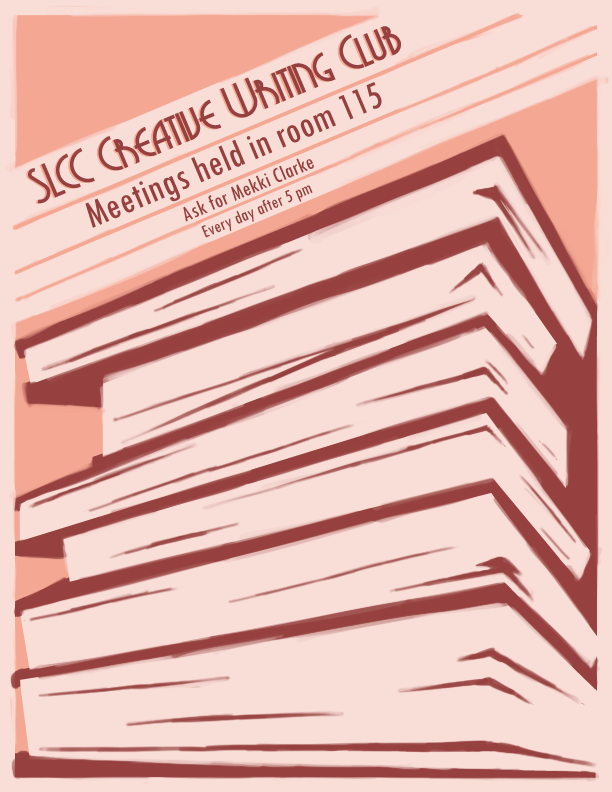 SLCC Creative Writing Club
Meetings held in room 115
Ask for Mekki Clarke
Every day after 5 pm